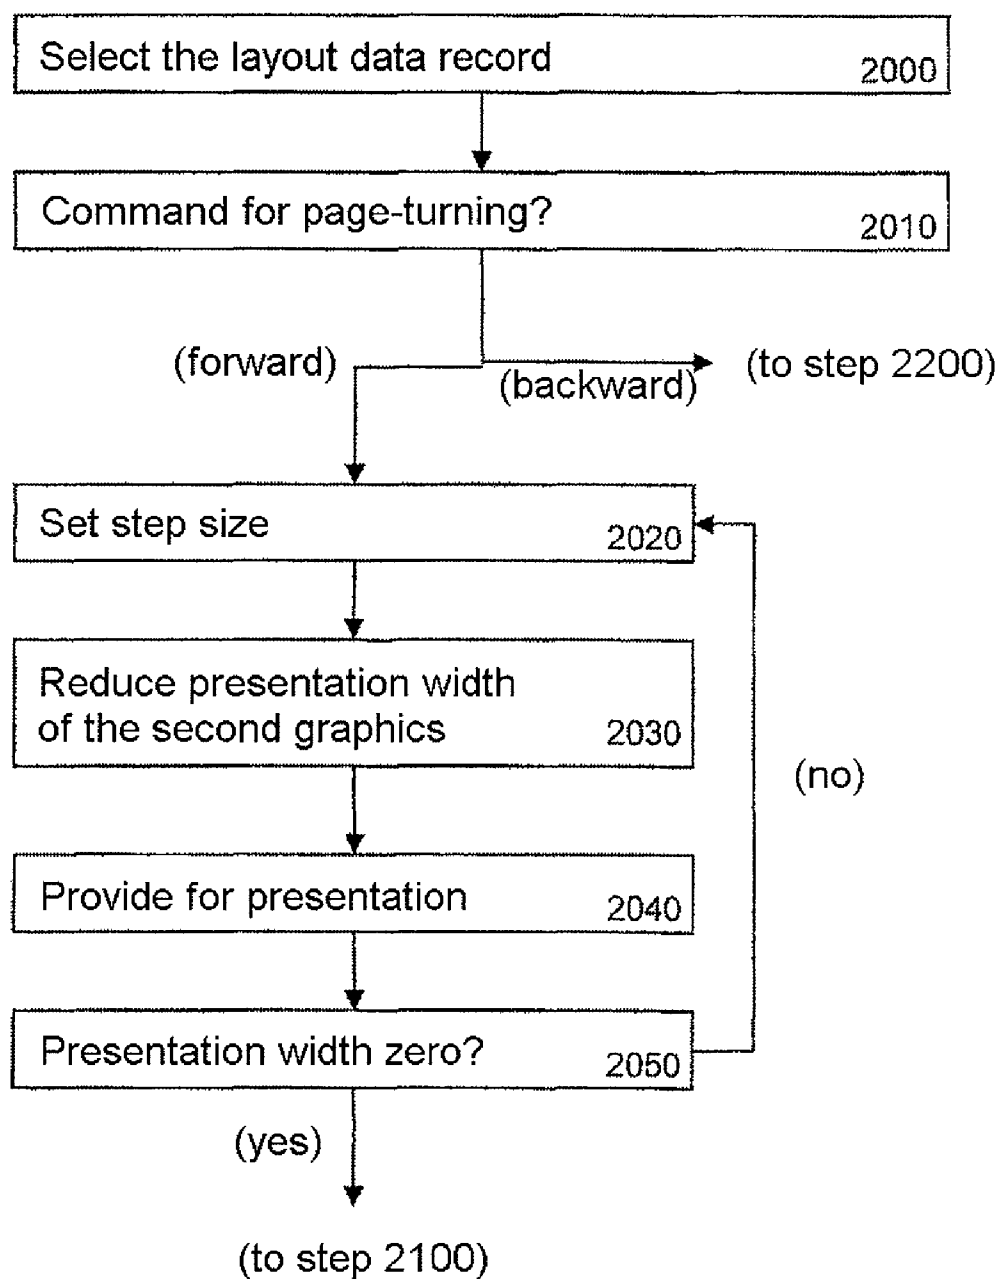 Select the layout data record 2000
Command for page-turning? 2010
(forward)
(backward)
(to step 2200)
Set step size 2020
Reduce presentation width
of the second graphics 2030
(no)
Provide for presentation 2040
Presentation width zero? 2050
(yes)
(to step 2100)